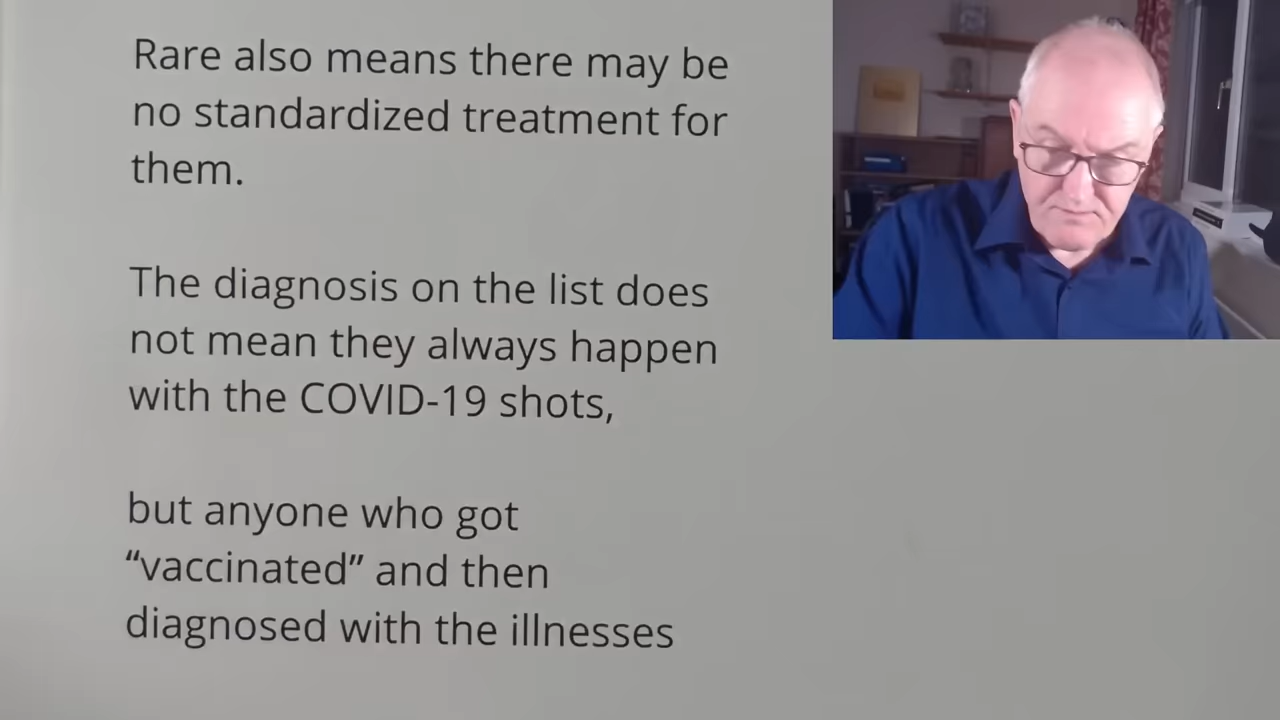 Rare also means there may be
no standardized treatment for
them.
The diagnosis on the list does
not mean they always happen
with the COVID-19 shots,
but anyone who got
“vaccinated” and then
diagnosed with the illnesses